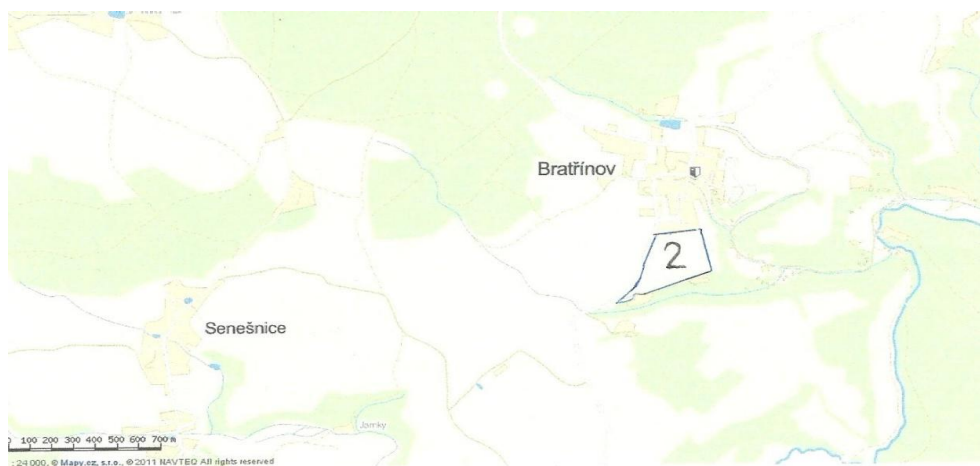 Bratřínov
2
Senešnice
Jamky
0 100 200 300 400 500 600 700 m
: 24 000, © Mapy.cz, s.r.o., © 2011 NAVTEQ All rights reserved